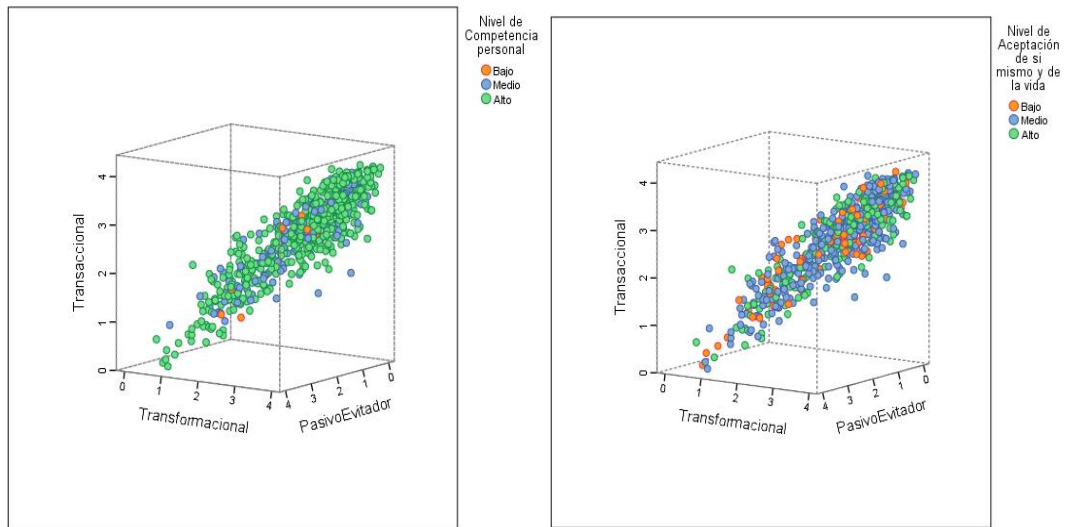 Nivel de
Competencia
personal
Bajo
Medio
Alto
Transaccional
4
3
2
1
0
0
1
2
3
4
Transformacional
4
3
2
1
0
PasivoEvitador
Nivel de
Aceptación
de si
mismo y de
la vida
Bajo
Medio
Alto
Transaccional
4
3
2
1
0
0
1
2
3
4
Transformacional
4
3
2
1
0
PasivoEvitador